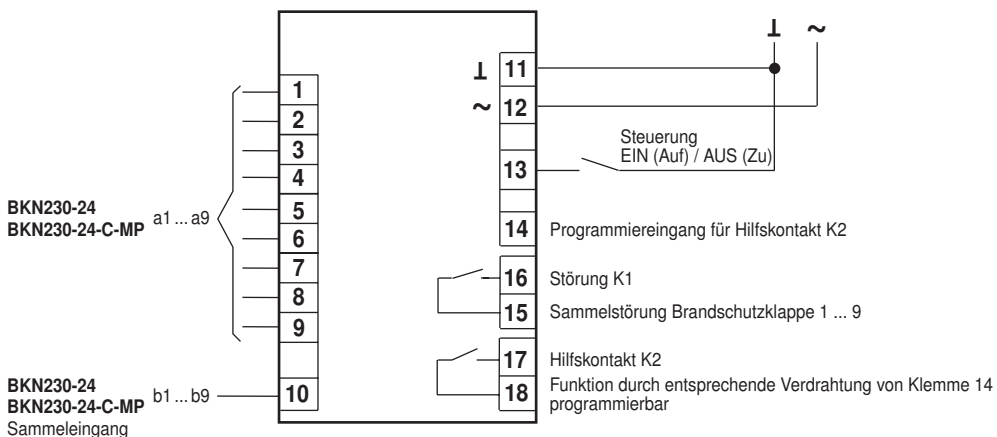 ⊥ ~
⊥ 11
~ 12
Steuerung
EIN (Auf) / AUS (Zu)
13
14 Programmiereingang für Hilfskontakt K2
16 Störung K1
15 Sammelstörung Brandschutzklappe 1 ... 9
17 Hilfskontakt K2
18 Funktion durch entsprechende Verdrahtung von Klemme 14
programmierbar
1
2
3
4
5
6
7
8
9
BKN230-24
BKN230-24-C-MP a1 ... a9
10
BKN230-24
BKN230-24-C-MP b1 ... b9
Sammeleingang